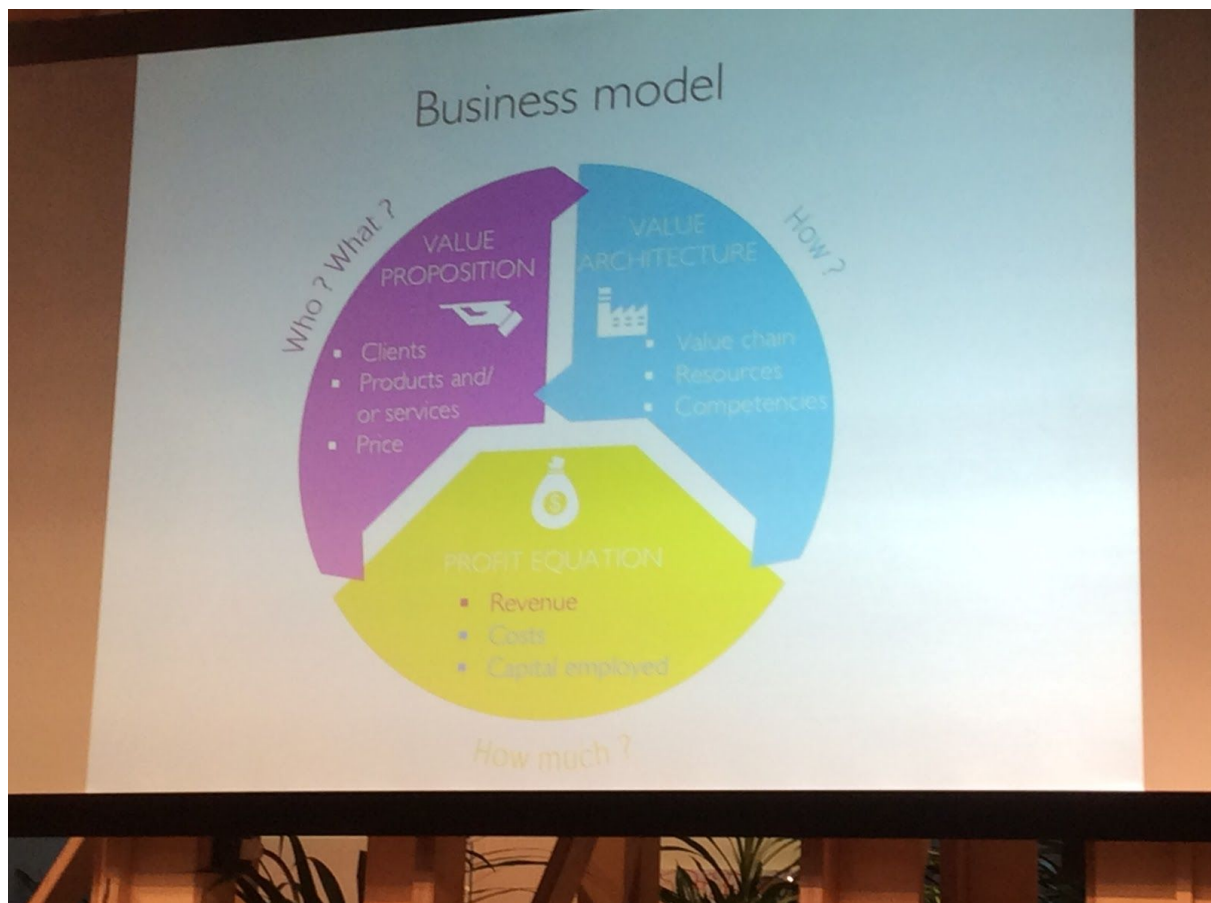 Business model
Who ? What ?
VALUE
PROPOSITION
▪ Clients
▪ Products and/
or services
▪ Price
How ?
VALUE
ARCHITECTURE
▪ Value chain
▪ Resources
▪ Competencies
$
PROFIT EQUATION
▪ Revenue
▪ Costs
▪ Capital employed
How much ?